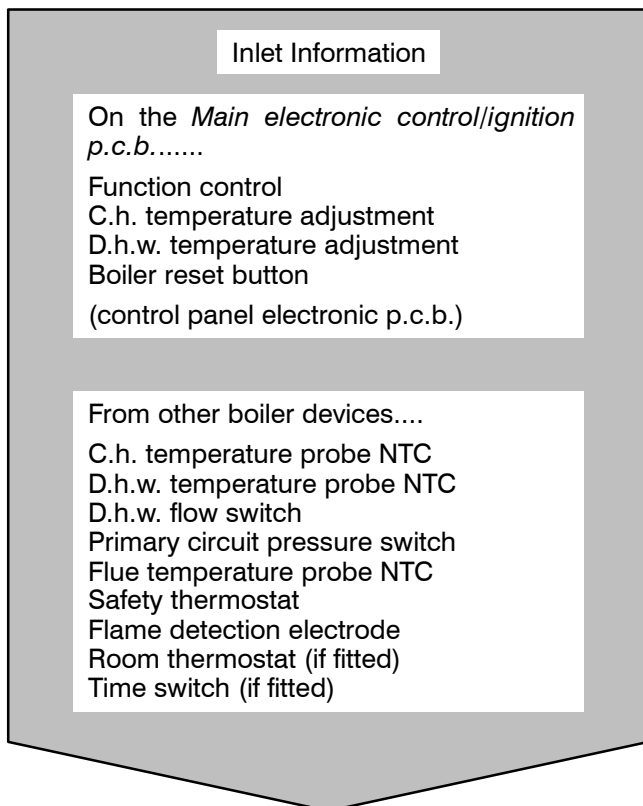 Inlet Information
On the Main electronic control/ignition
p.c.b.......
Function control
C.h. temperature adjustment
D.h.w. temperature adjustment
Boiler reset button
(control panel electronic p.c.b.)
From other boiler devices....
C.h. temperature probe NTC
D.h.w. temperature probe NTC
D.h.w. flow switch
Primary circuit pressure switch
Flue temperature probe NTC
Safety thermostat
Flame detection electrode
Room thermostat (if fitted)
Time switch (if fitted)